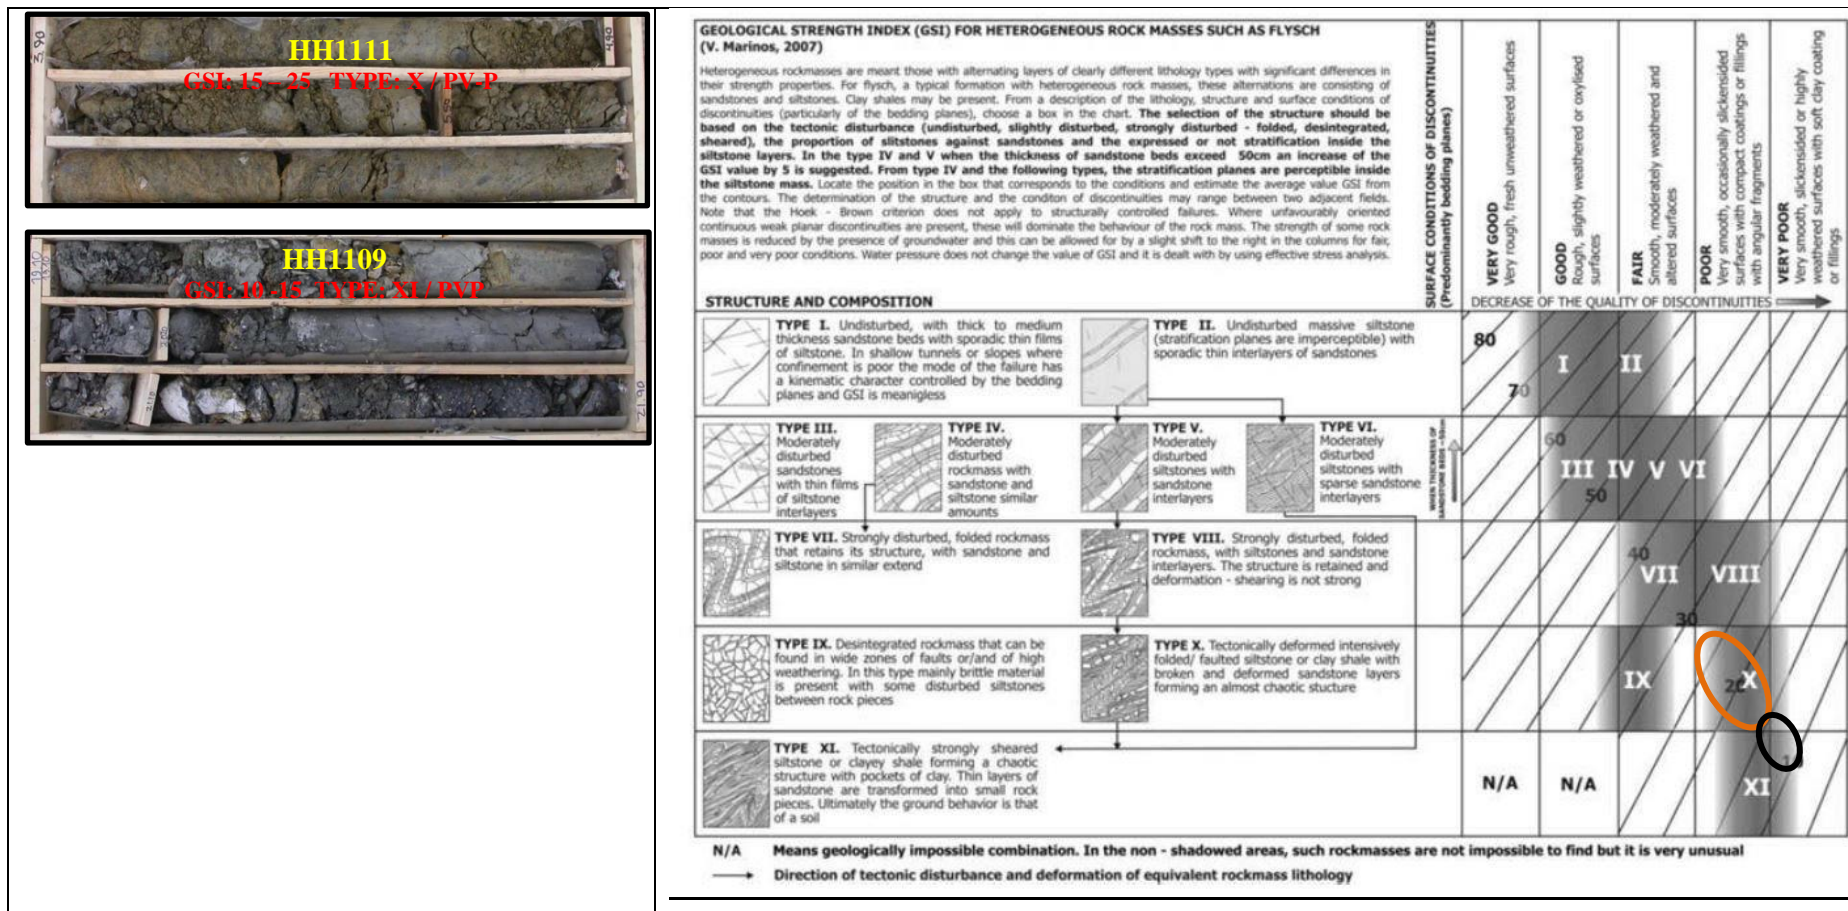 3.90
4.90
HH1111
GSI: 15 – 25 TYPE: X / PV-P
HH1109
GSI: 10 -15 TYPE: XI / PVP
19.10
21.90
GEOLOGICAL STRENGTH INDEX (GSI) FOR HETEROGENEOUS ROCK MASSES SUCH AS FLYSCH
(V. Marinos, 2007)
Heterogeneous rockmasses are meant those with alternating layers of clearly different lithology types with significant differences in
their strength properties. For flysch, a typical formation with heterogeneous rock masses, these alternations are consisting of
sandstones and siltstones. Clay shales may be present. From a description of the lithology, structure and surface conditions of
discontinuities (particularly of the bedding planes), choose a box in the chart. The selection of the structure should be
based on the tectonic disturbance (undisturbed, slightly disturbed, strongly disturbed - folded, desintegrated,
sheared), the proportion of slitstones against sandstones and the expressed or not stratification inside the
siltstone layers. In the type IV and V when the thickness of sandstone beds exceed 50cm an increase of the
GSI value by 5 is suggested. From type IV and the following types, the stratification planes are perceptible inside
the siltstone mass. Locate the position in the box that corresponds to the conditions and estimate the average value GSI from
the contours. The determination of the structure and the conditon of discontinuities may range between two adjacent fields.
Note that the Hoek - Brown criterion does not apply to structurally controlled failures. Where unfavourably oriented
continuous weak planar discontinuities are present, these will dominate the behaviour of the rock mass. The strength of some rock
masses is reduced by the presence of groundwater and this can be allowed for by a slight shift to the right in the columns for fair,
poor and very poor conditions. Water pressure does not change the value of GSI and it is dealt with by using effective stress analysis.
STRUCTURE AND COMPOSITION
SURFACE CONDITIONS OF DISCONTINUITIES
(Predominantly bedding planes)
VERY GOOD
Very rough, fresh unweathered surfaces
GOOD
Rough, slightly weathered or oxylised
surfaces
FAIR
Smooth, moderately weathered and
altered surfaces
POOR
Very smooth, occasionally slickensided
surfaces with compact coatings or fillings
with angular fragments
VERY POOR
Very smooth, slickensided or highly
weathered surfaces with soft clay coating
or fillings
DECREASE OF THE QUALITY OF DISCONTINUITIES
TYPE I. Undisturbed, with thick to medium
thickness sandstone beds with sporadic thin films
of siltstone. In shallow tunnels or slopes where
confinement is poor the mode of the failure has
a kinematic character controlled by the bedding
planes and GSI is meanigless
TYPE II. Undisturbed massive siltstone
(stratification planes are imperceptible) with
sporadic thin interlayers of sandstones
80
70
I
II
TYPE III.
Moderately
disturbed
sandstones
with thin films
of siltstone
interlayers
TYPE IV.
Moderately
disturbed
rockmass with
sandstone and
siltstone similar
amounts
TYPE V.
Moderately
disturbed
siltstones with
sandstone
interlayers
TYPE VI.
Moderately
disturbed
siltstones with
sparse sandstone
interlayers
WHEN THICKNESS OF
SANDSTONE BEDS >50cm
60
III IV V VI
50
TYPE VII. Strongly disturbed, folded rockmass
that retains its structure, with sandstone and
siltstone in similar extend
TYPE VIII. Strongly disturbed, folded
rockmass, with siltstones and sandstone
interlayers. The structure is retained and
deformation - shearing is not strong
40
VII
VIII
30
TYPE IX. Desintegrated rockmass that can be
found in wide zones of faults or/and of high
weathering. In this type mainly brittle material
is present with some disturbed siltstones
between rock pieces
TYPE X. Tectonically deformed intensively
folded/ faulted siltstone or clay shale with
broken and deformed sandstone layers
forming an almost chaotic stucture
IX
20
X
TYPE XI. Tectonically strongly sheared
siltstone or clayey shale forming a chaotic
structure with pockets of clay. Thin layers of
sandstone are transformed into small rock
pieces. Ultimately the ground behavior is that
of a soil
N/A
N/A
10
XI
N/A Means geologically impossible combination. In the non - shadowed areas, such rockmasses are not impossible to find but it is very unusual
Direction of tectonic disturbance and deformation of equivalent rockmass lithology